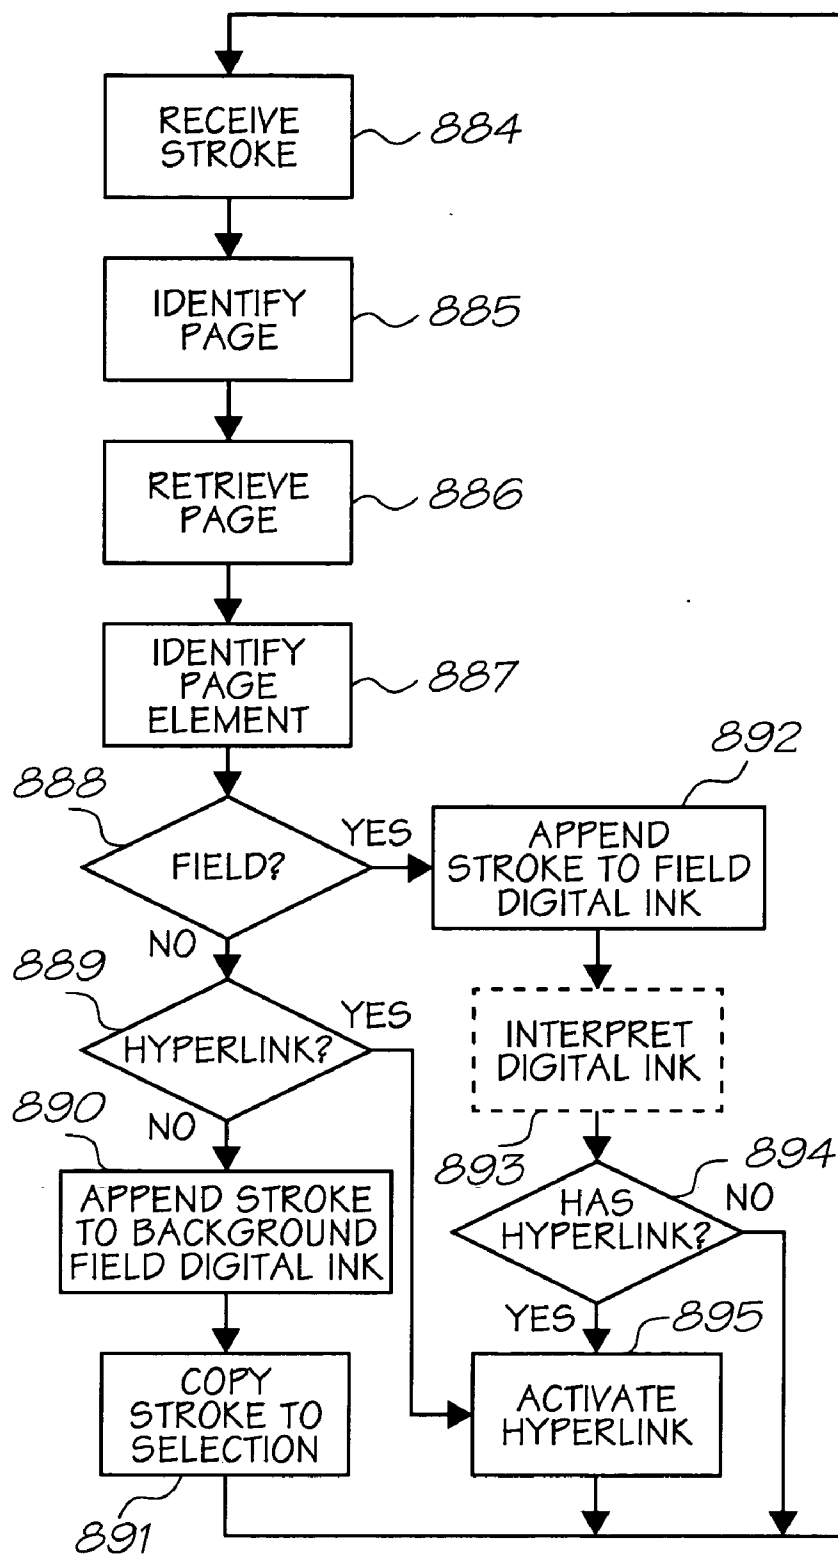 RECEIVE
STROKE
884
IDENTIFY
PAGE
885
RETRIEVE
PAGE
886
IDENTIFY
PAGE
ELEMENT
887
888
FIELD?
YES
NO
892
APPEND
STROKE TO FIELD
DIGITAL INK
889
HYPERLINK?
YES
NO
INTERPRET
DIGITAL INK
893
890
APPEND STROKE
TO BACKGROUND
FIELD DIGITAL INK
894
HAS
HYPERLINK?
NO
YES
COPY
STROKE TO
SELECTION
891
895
ACTIVATE
HYPERLINK